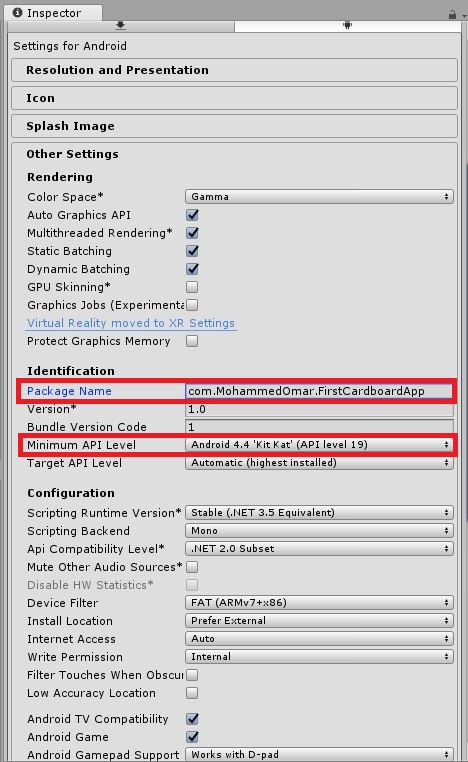 Inspector
Settings for Android
Resolution and Presentation
Icon
Splash Image
Other Settings
Rendering
Color Space* Gamma
Auto Graphics API
Multithreaded Rendering*
Static Batching
Dynamic Batching
GPU Skinning*
Graphics Jobs (Experimenta
Virtual Reality moved to XR Settings
Protect Graphics Memory
Identification
Package Name com.MohammedOmar.FirstCardboardApp
Version* 1.0
Bundle Version Code 1
Minimum API Level Android 4.4 'Kit Kat' (API level 19)
Target API Level Automatic (highest installed)
Configuration
Scripting Runtime Version* Stable (.NET 3.5 Equivalent)
Scripting Backend Mono
Api Compatibility Level* .NET 2.0 Subset
Mute Other Audio Sources*
Disable HW Statistics*
Device Filter FAT (ARMv7+x86)
Install Location Prefer External
Internet Access Auto
Write Permission Internal
Filter Touches When Obscur
Low Accuracy Location
Android TV Compatibility
Android Game
Android Gamepad Support Works with D-pad